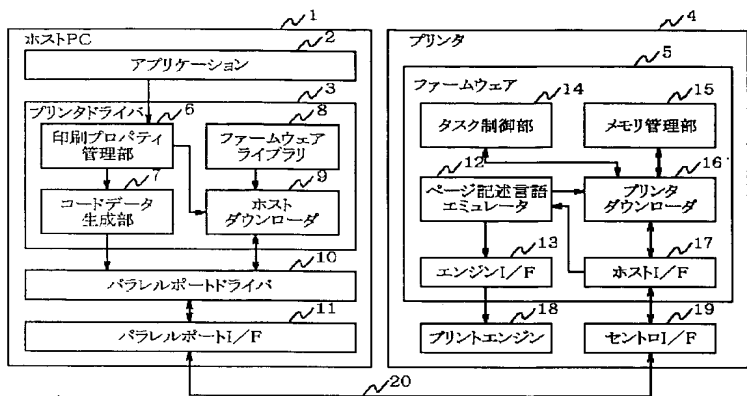 1
ホストPC
2
アプリケーション
3
プリンタドライバ
6
印刷プロパティ
管理部
8
ファームウェア
ライブラリ
7
コードデータ
生成部
9
ホスト
ダウンローダ
10
パラレルポートドライバ
11
パラレルポートI/F
20
4
プリンタ
5
ファームウェア
14
タスク制御部
15
メモリ管理部
12
ページ記述言語
エミュレータ
16
プリンタ
ダウンローダ
13
エンジンI/F
17
ホストI/F
18
プリントエンジン
19
セントロI/F